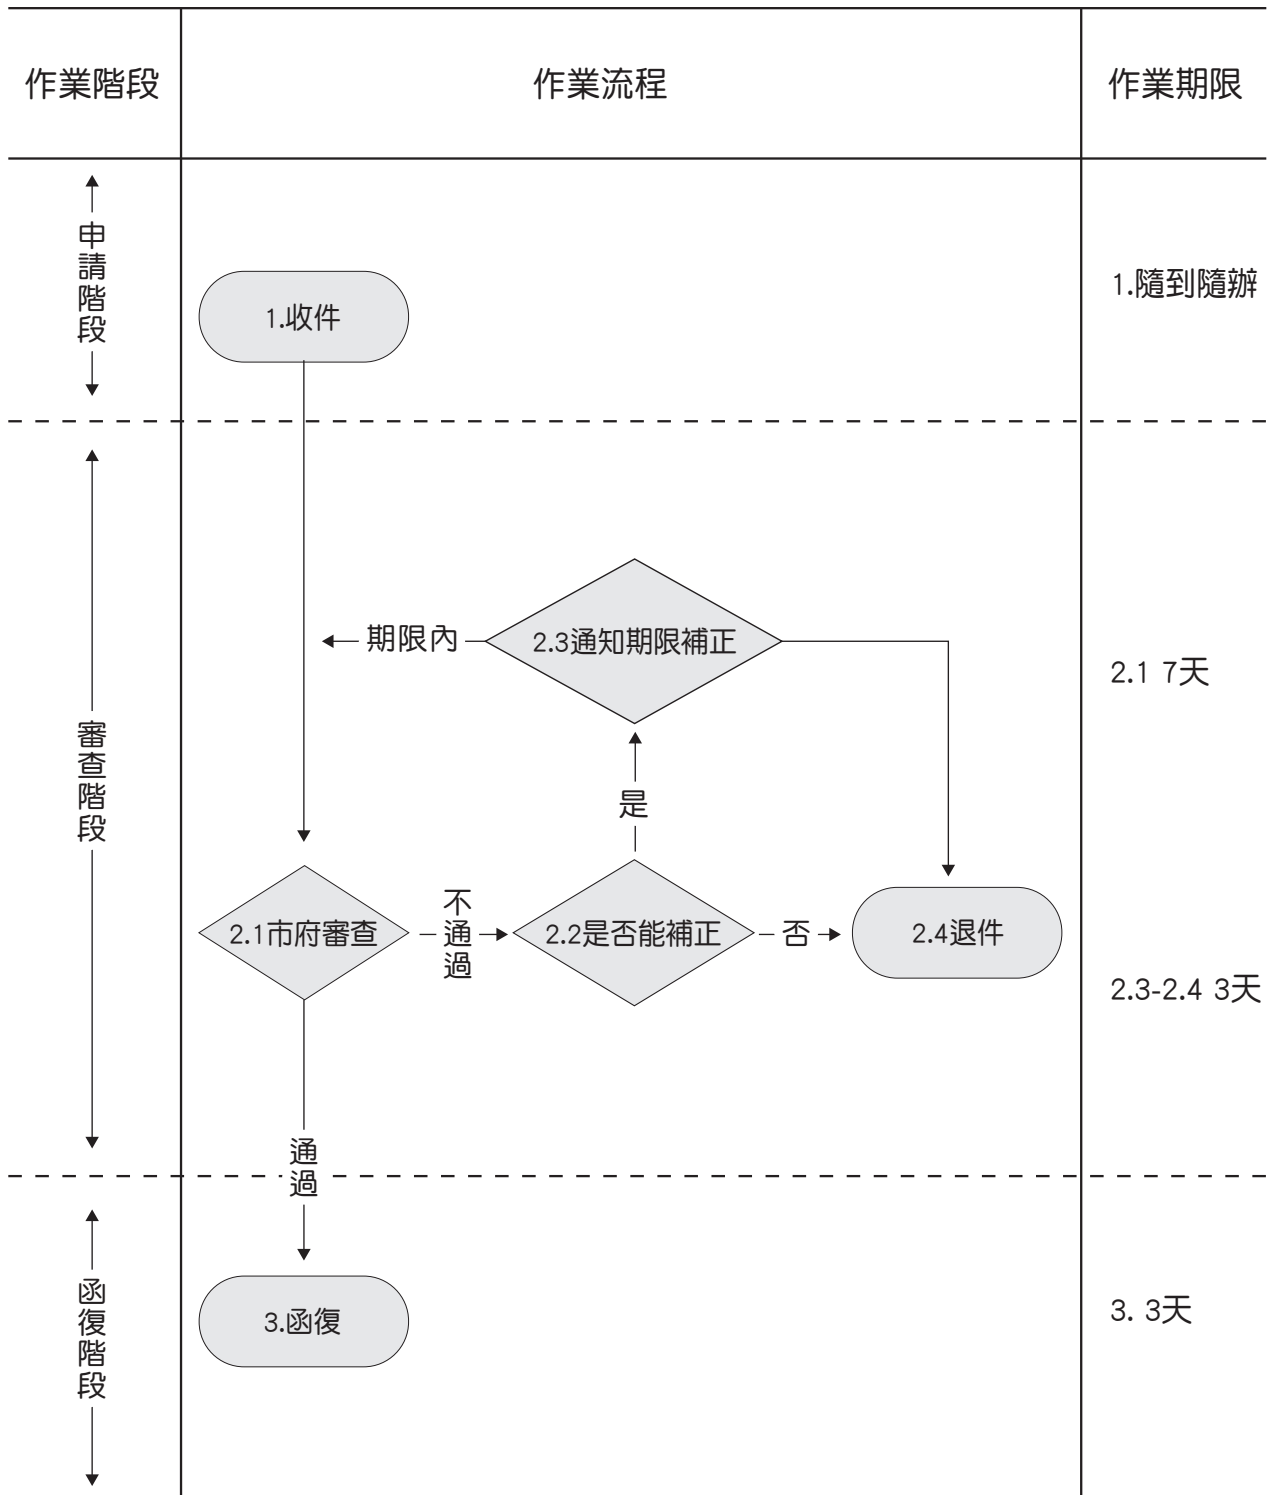 作業階段
作業流程
作業期限
申請階段
1.收件
1.隨到隨辦
審查階段
期限內
2.3通知期限補正
2.1 7天
是
2.1市府審查
不通過
2.2是否能補正
否
2.4退件
2.3-2.4 3天
通過
函復階段
3.函復
3. 3天